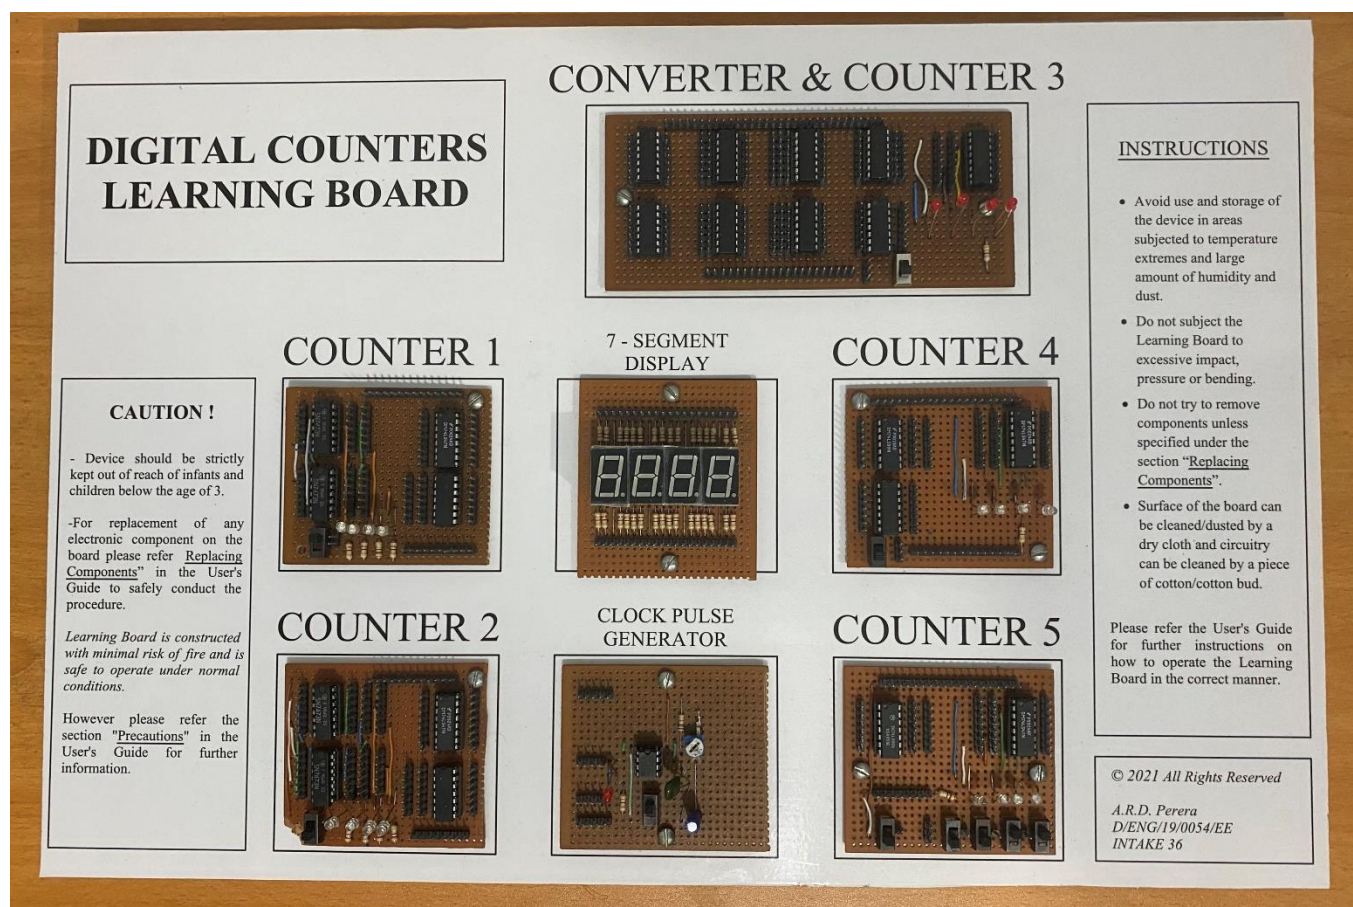 DIGITAL COUNTERS
LEARNING BOARD
CONVERTER & COUNTER 3
INSTRUCTIONS
• Avoid use and storage of
the device in areas
subjected to temperature
extremes and large
amount of humidity and
dust.
• Do not subject the
Learning Board to
excessive impact,
pressure or bending.
• Do not try to remove
components unless
specified under the
section “Replacing
Components”.
• Surface of the board can
be cleaned/dusted by a
dry cloth and circuitry
can be cleaned by a piece
of cotton/cotton bud.
Please refer the User's Guide
for further instructions on
how to operate the Learning
Board in the correct manner.
COUNTER 1
7 - SEGMENT
DISPLAY
COUNTER 4
CAUTION !
- Device should be strictly
kept out of reach of infants and
children below the age of 3.
-For replacement of any
electronic component on the
board please refer Replacing
Components” in the User's
Guide to safely conduct the
procedure.
Learning Board is constructed
with minimal risk of fire and is
safe to operate under normal
conditions.
However please refer the
section "Precautions" in the
User's Guide for further
information.
COUNTER 2
CLOCK PULSE
GENERATOR
COUNTER 5
© 2021 All Rights Reserved
A.R.D. Perera
D/ENG/19/0054/EE
INTAKE 36